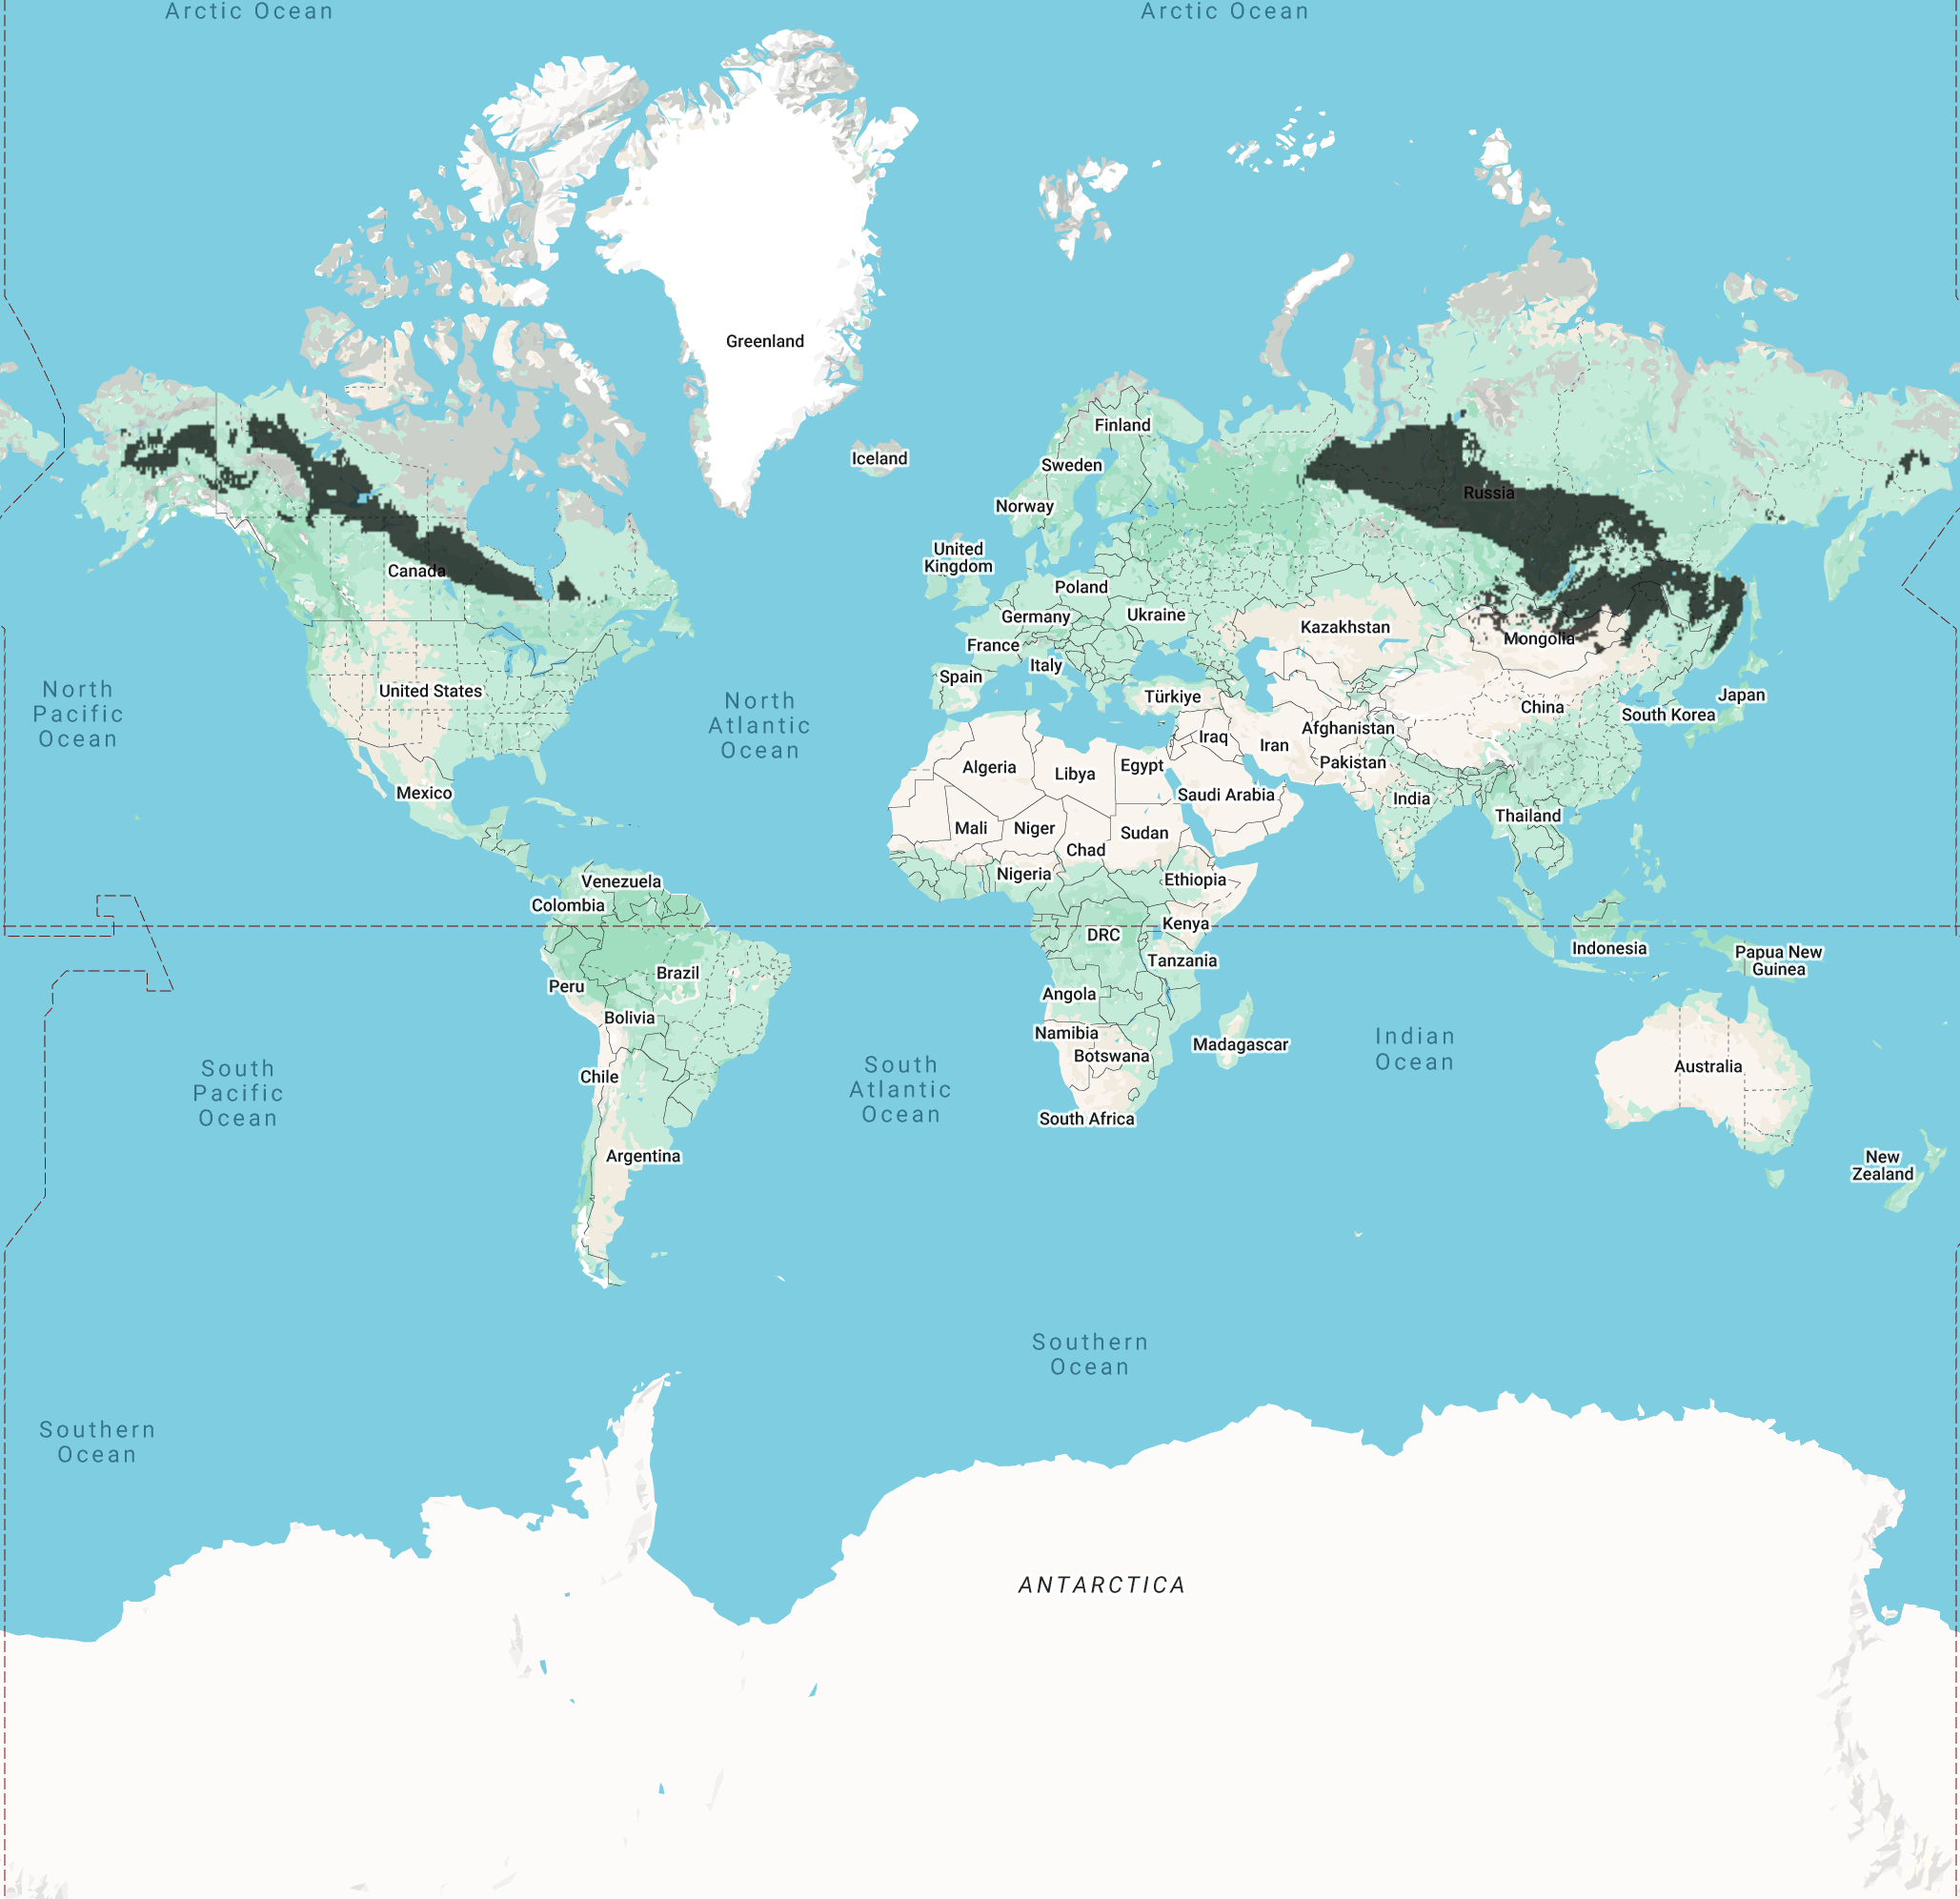 Arctic Ocean
Arctic Ocean
Greenland
Iceland
Finland
Sweden
Norway
Russia
United
Kingdom
Poland
Germany
Ukraine
France
Italy
Spain
Türkiye
Kazakhstan
Mongolia
Canada
United States
Mexico
North
Pacific
Ocean
North
Atlantic
Ocean
Algeria
Libya
Egypt
Iraq
Iran
Afghanistan
Pakistan
Saudi Arabia
India
China
South Korea
Japan
Thailand
Mali
Niger
Chad
Sudan
Nigeria
Ethiopia
Kenya
DRC
Tanzania
Angola
Namibia
Botswana
Madagascar
South Africa
Venezuela
Colombia
Brazil
Peru
Bolivia
Chile
Argentina
Indonesia
Papua New
Guinea
Australia
New
Zealand
South
Pacific
Ocean
South
Atlantic
Ocean
Indian
Ocean
Southern
Ocean
Southern
Ocean
ANTARCTICA